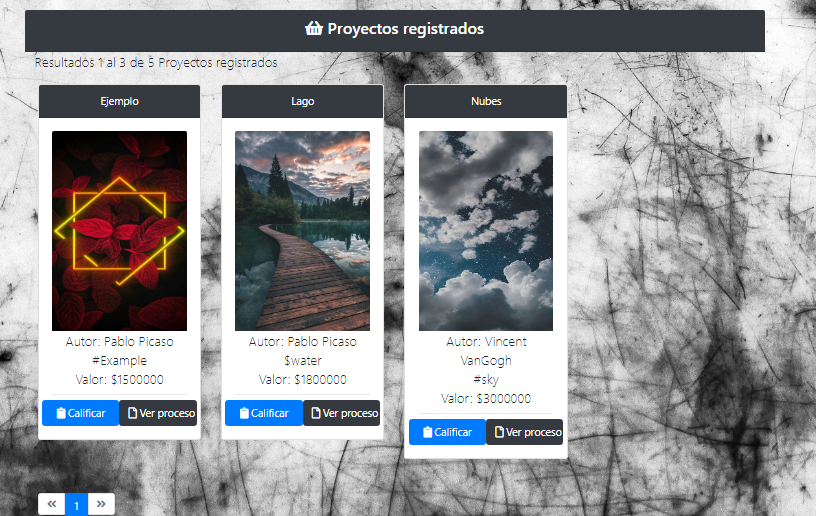 Proyectos registrados
Resultados 1 al 3 de 5 Proyectos registrados
Ejemplo
Autor: Pablo Picaso
#Example
Valor: $1500000
Calificar Ver proceso
Lago
Autor: Pablo Picaso
$water
Valor: $1800000
Calificar Ver proceso
Nubes
Autor: Vincent
VanGogh
#sky
Valor: $3000000
Calificar Ver proceso
« 1 »